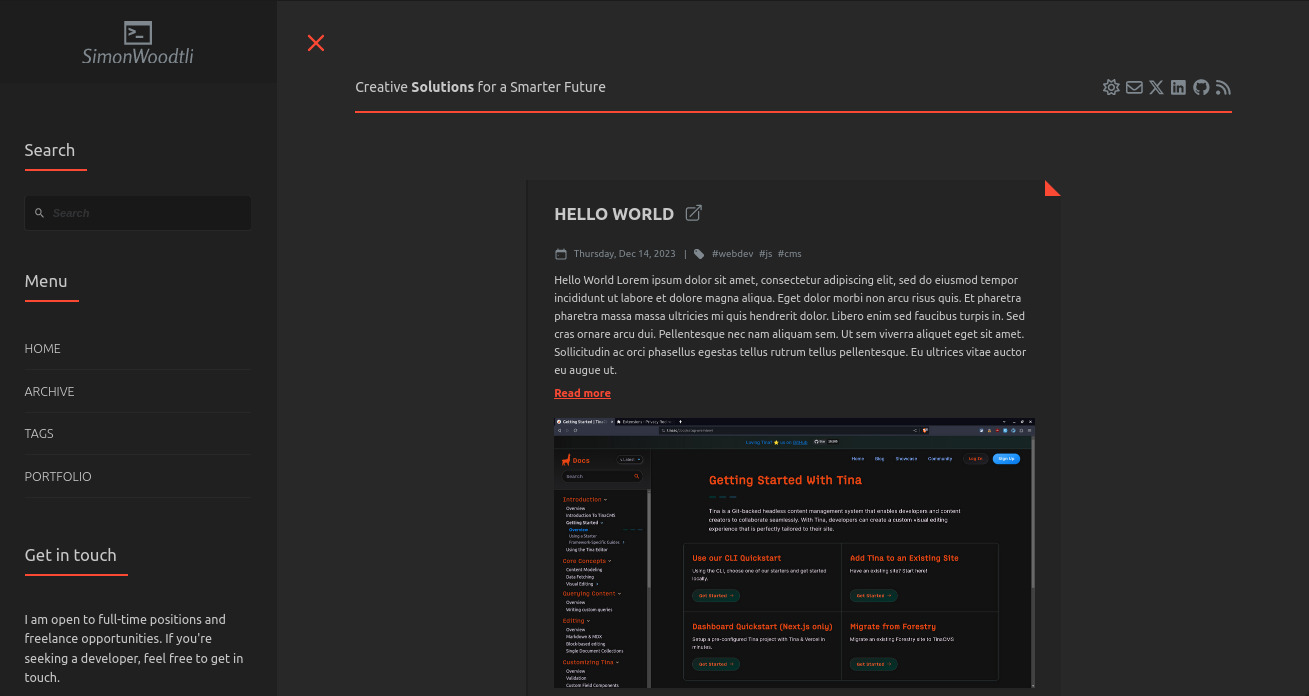 >_
SimonWoodtli
Search
Search
Menu
HOME
ARCHIVE
TAGS
PORTFOLIO
Get in touch
I am open to full-time positions and
freelance opportunities. If you're
seeking a developer, feel free to get in
touch.
Creative Solutions for a Smarter Future
HELLO WORLD
Thursday, Dec 14, 2023 | #webdev #js #cms
Hello World Lorem ipsum dolor sit amet, consectetur adipiscing elit, sed do eiusmod tempor
incididunt ut labore et dolore magna aliqua. Eget dolor morbi non arcu risus quis. Et pharetra
pharetra massa massa ultricies mi quis hendrerit dolor. Libero enim sed faucibus turpis in. Sed
cras ornare arcu dui. Pellentesque nec nam aliquam sem. Ut sem viverra aliquet eget sit amet.
Sollicitudin ac orci phasellus egestas tellus rutrum tellus pellentesque. Eu ultrices vitae auctor
eu augue ut.
Read more
Docs
Search
Introduction
Overview
Introduction To TinaCMS
Getting Started
Overview
Using a Starter
Framework-Specific Guides
Using the Tina Editor
Core Concepts
Content Modeling
Data Fetching
Visual Editing
Querying Content
Overview
Writing custom queries
Editing
Overview
Markdown & MDX
Block-based editing
Single Document Collections
Customizing Tina
Overview
Validation
Custom Field Components
Home Blog Showcase Community Log In Sign Up
Getting Started With Tina
Tina is a Git-backed headless content management system that enables developers and content
creators to collaborate seamlessly. With Tina, developers can create a custom visual editing
experience that is perfectly tailored to their site.
Use our CLI Quickstart
Using the CLI, choose one of our starters and get started
locally.
Get Started →
Add Tina to an Existing Site
Have an existing site? Start here!
Get Started →
Dashboard Quickstart (Next.js only)
Setup a pre-configured Tina project with Tina & Vercel in
minutes.
Get Started →
Migrate from Forestry
Migrate an existing Forestry site to TinaCMS
Get Started →